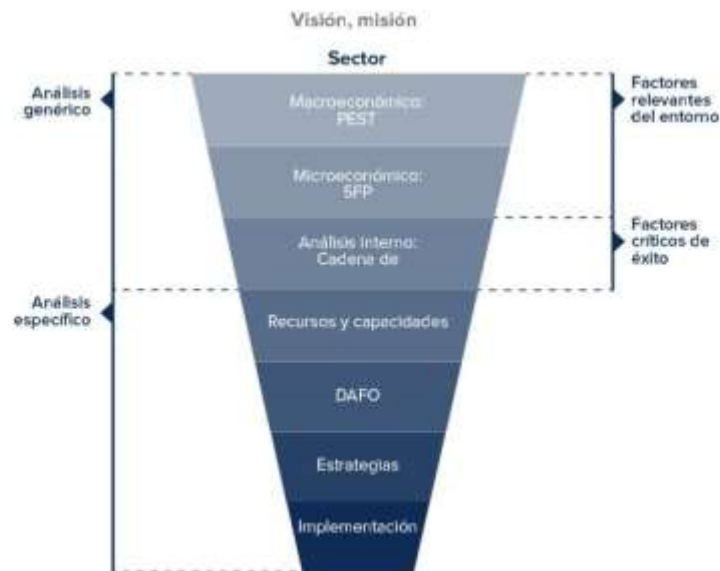 Visión, misión
Sector
Análisis
genérico
Macroeconómico:
PEST
Factores
relevantes
del entorno
Microeconómico:
5FP
Análisis interno:
Cadena de
Factores
críticos de
éxito
Análisis
específico
Recursos y capacidades
DAFO
Estrategias
Implementación